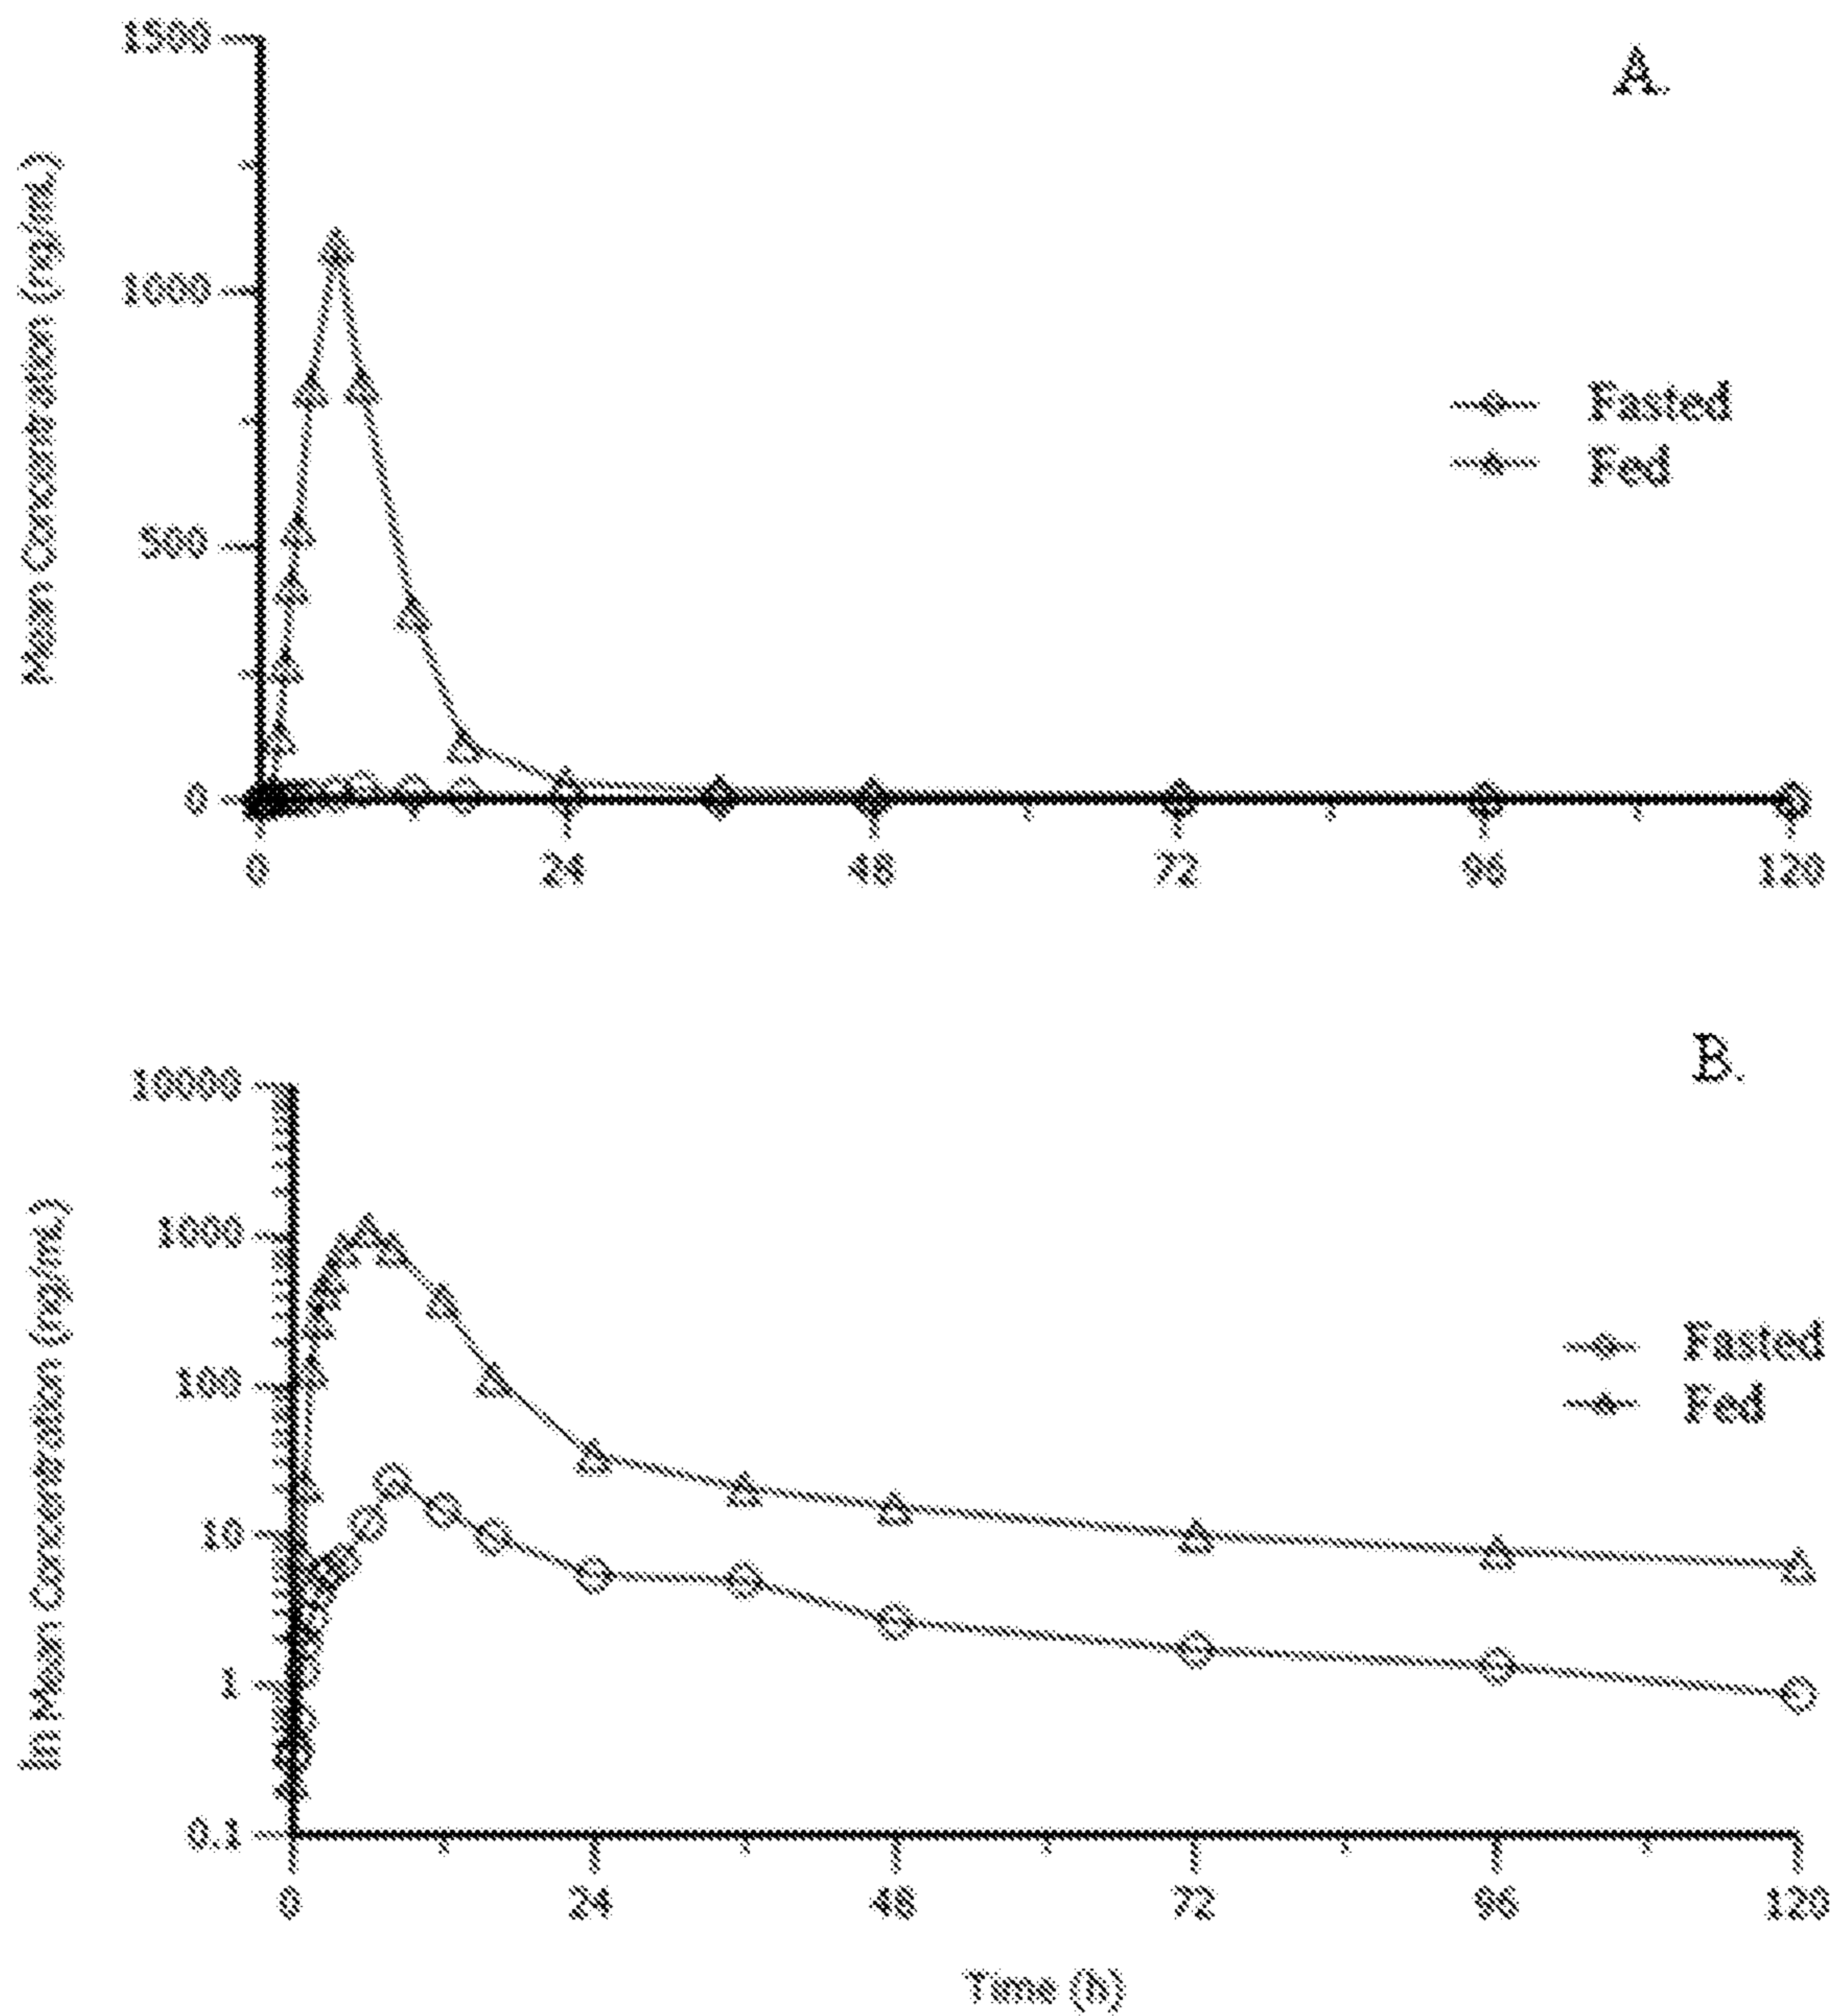 A.
1500
1000
500
0
Mean Concentration (ng/mL)
Fasted
Fed
0 24 48 72 96 120
B.
10000
1000
100
10
1
0.1
ln Mean Concentration (ng/mL)
Fasted
Fed
0 24 48 72 96 120
Time (h)